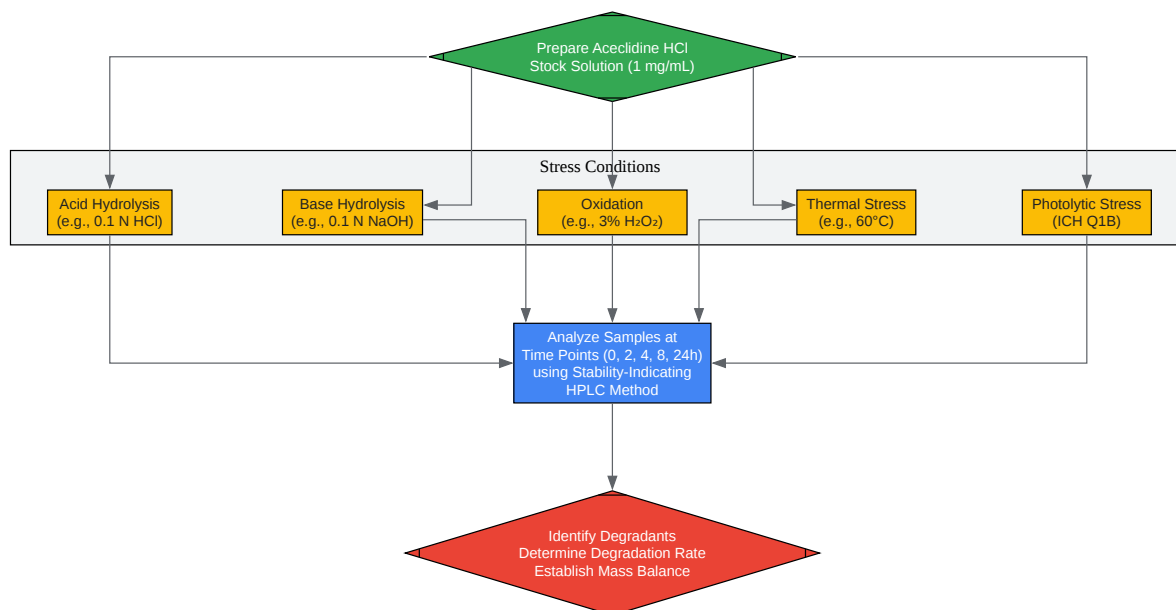 Prepare Aceclidine HCl
Stock Solution (1 mg/mL)
Stress Conditions
Acid Hydrolysis
(e.g., 0.1 N HCl)
Base Hydrolysis
(e.g., 0.1 N NaOH)
Oxidation
(e.g., 3% H₂O₂)
Thermal Stress
(e.g., 60°C)
Photolytic Stress
(ICH Q1B)
Analyze Samples at
Time Points (0, 2, 4, 8, 24h)
using Stability-Indicating
HPLC Method
Identify Degradants
Determine Degradation Rate
Establish Mass Balance